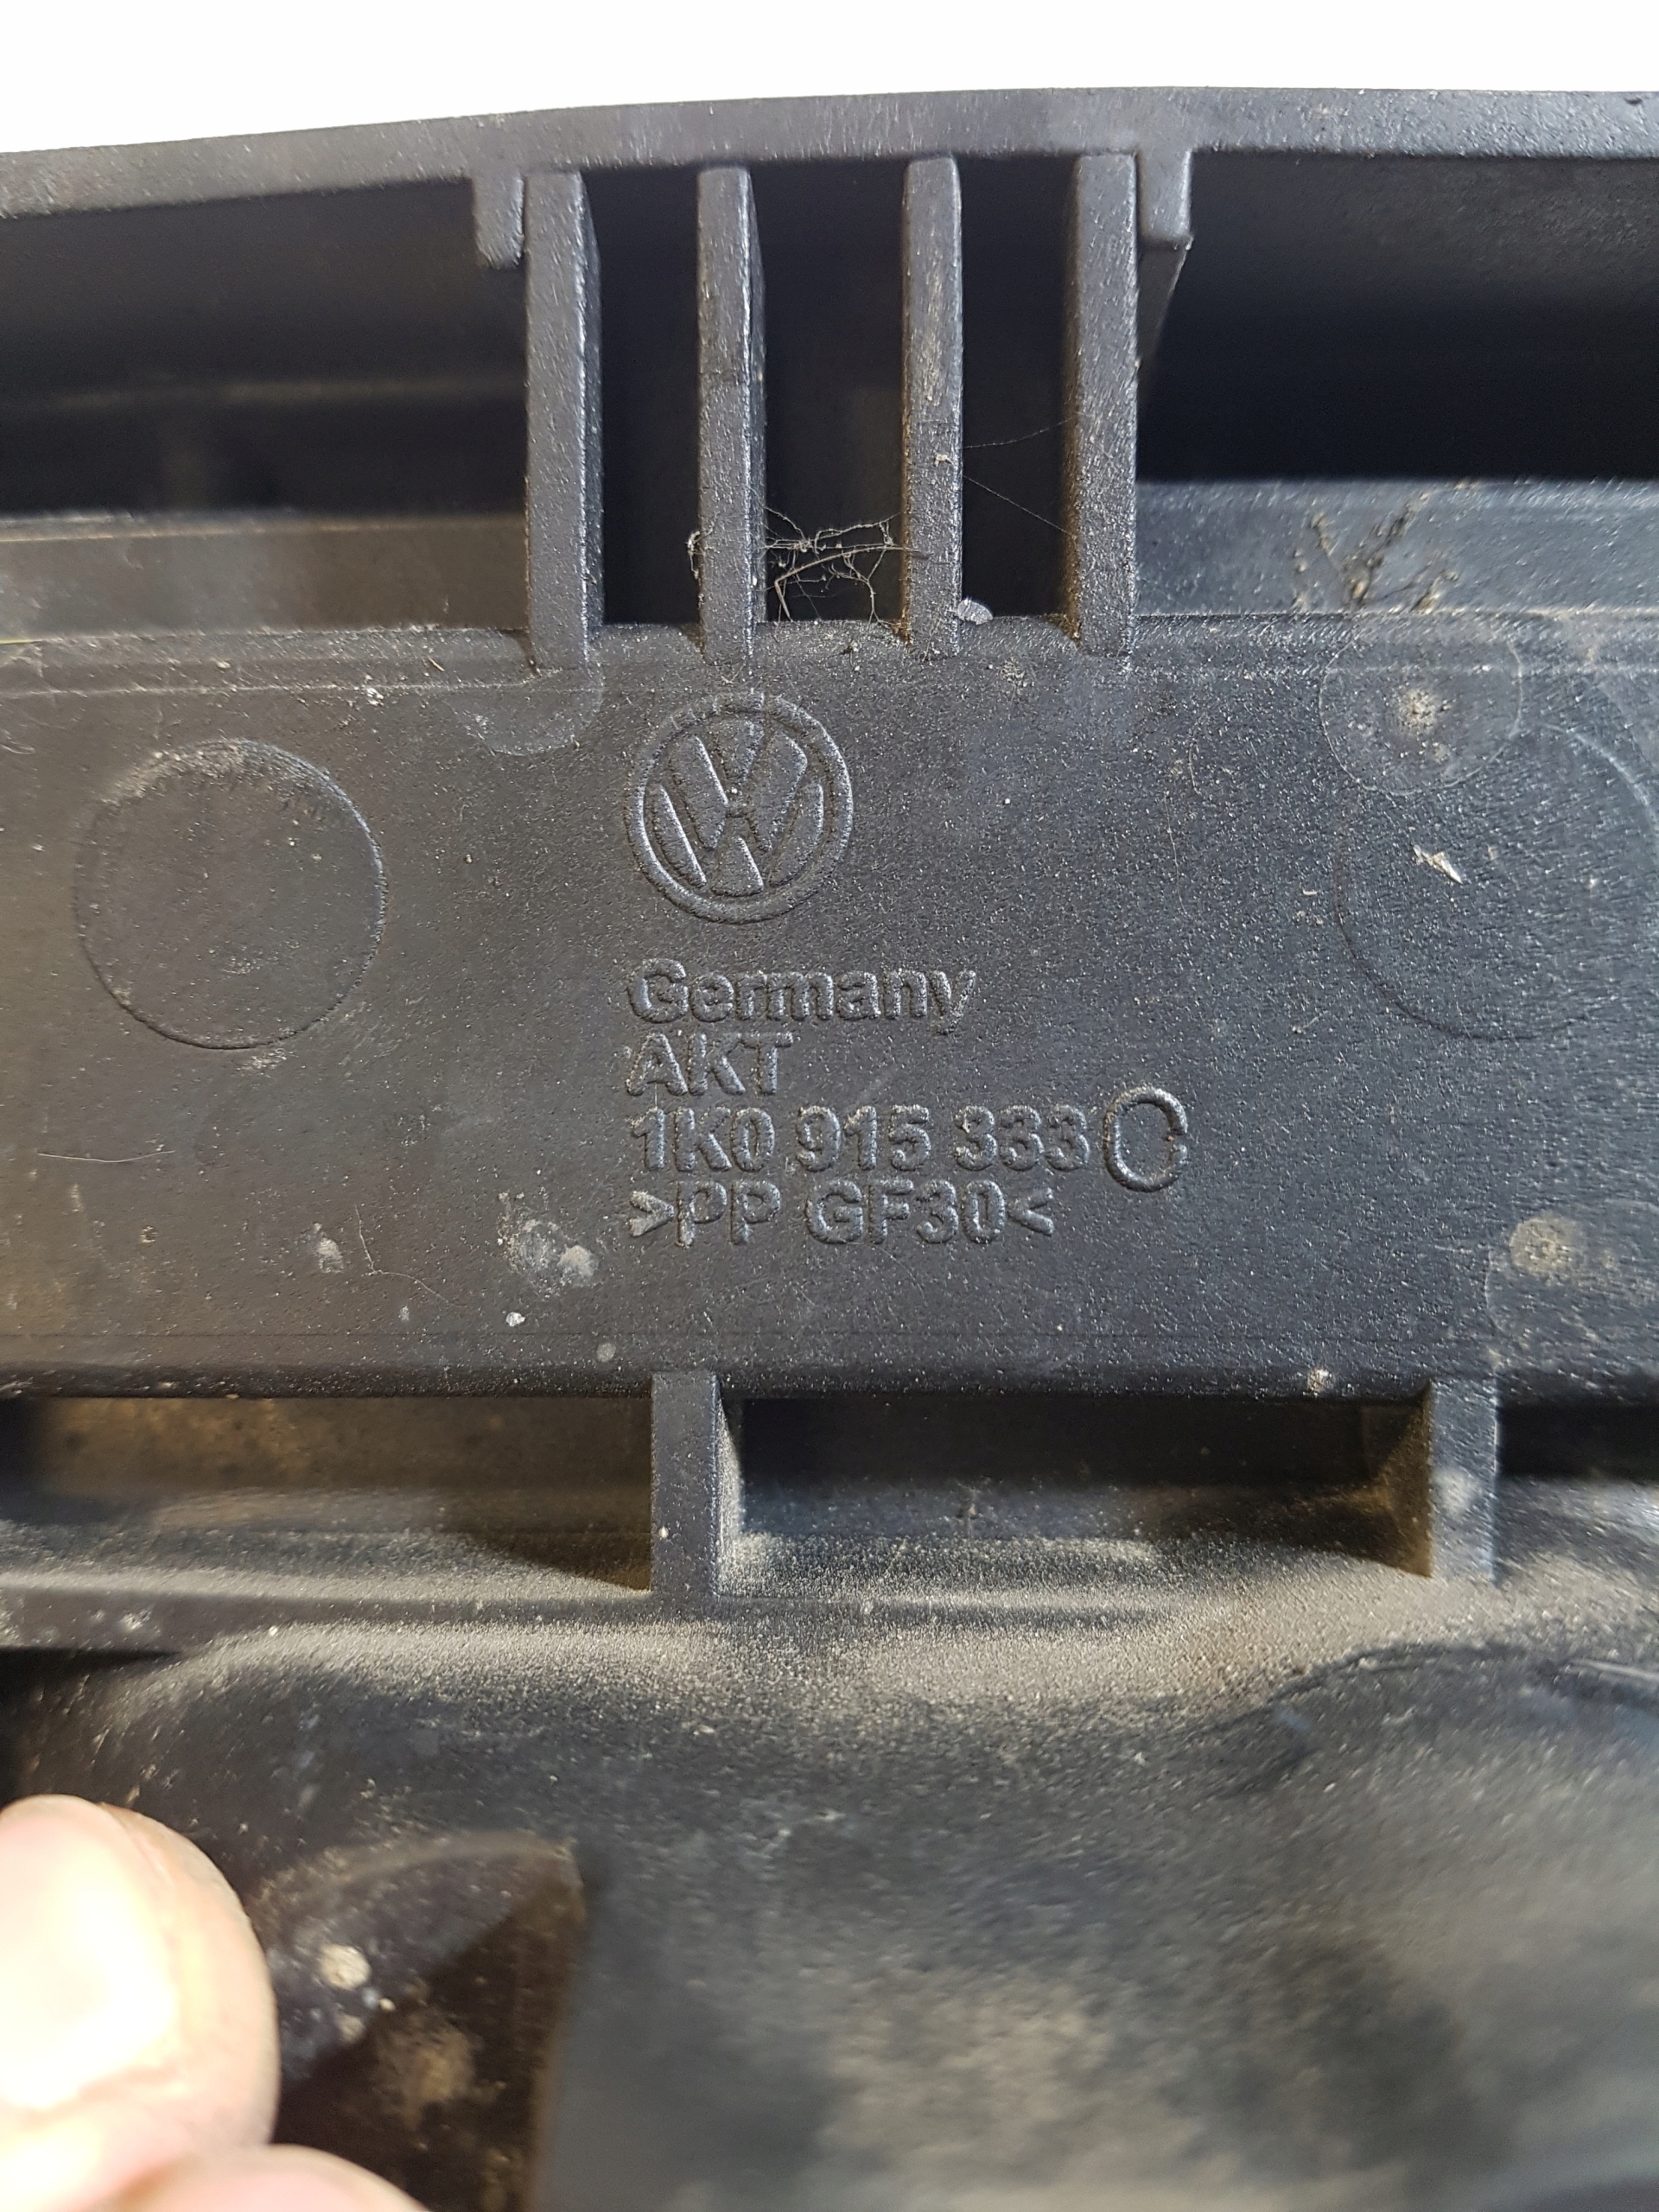 Germany
AKT
1K0 915 333 C
>PP GF30<